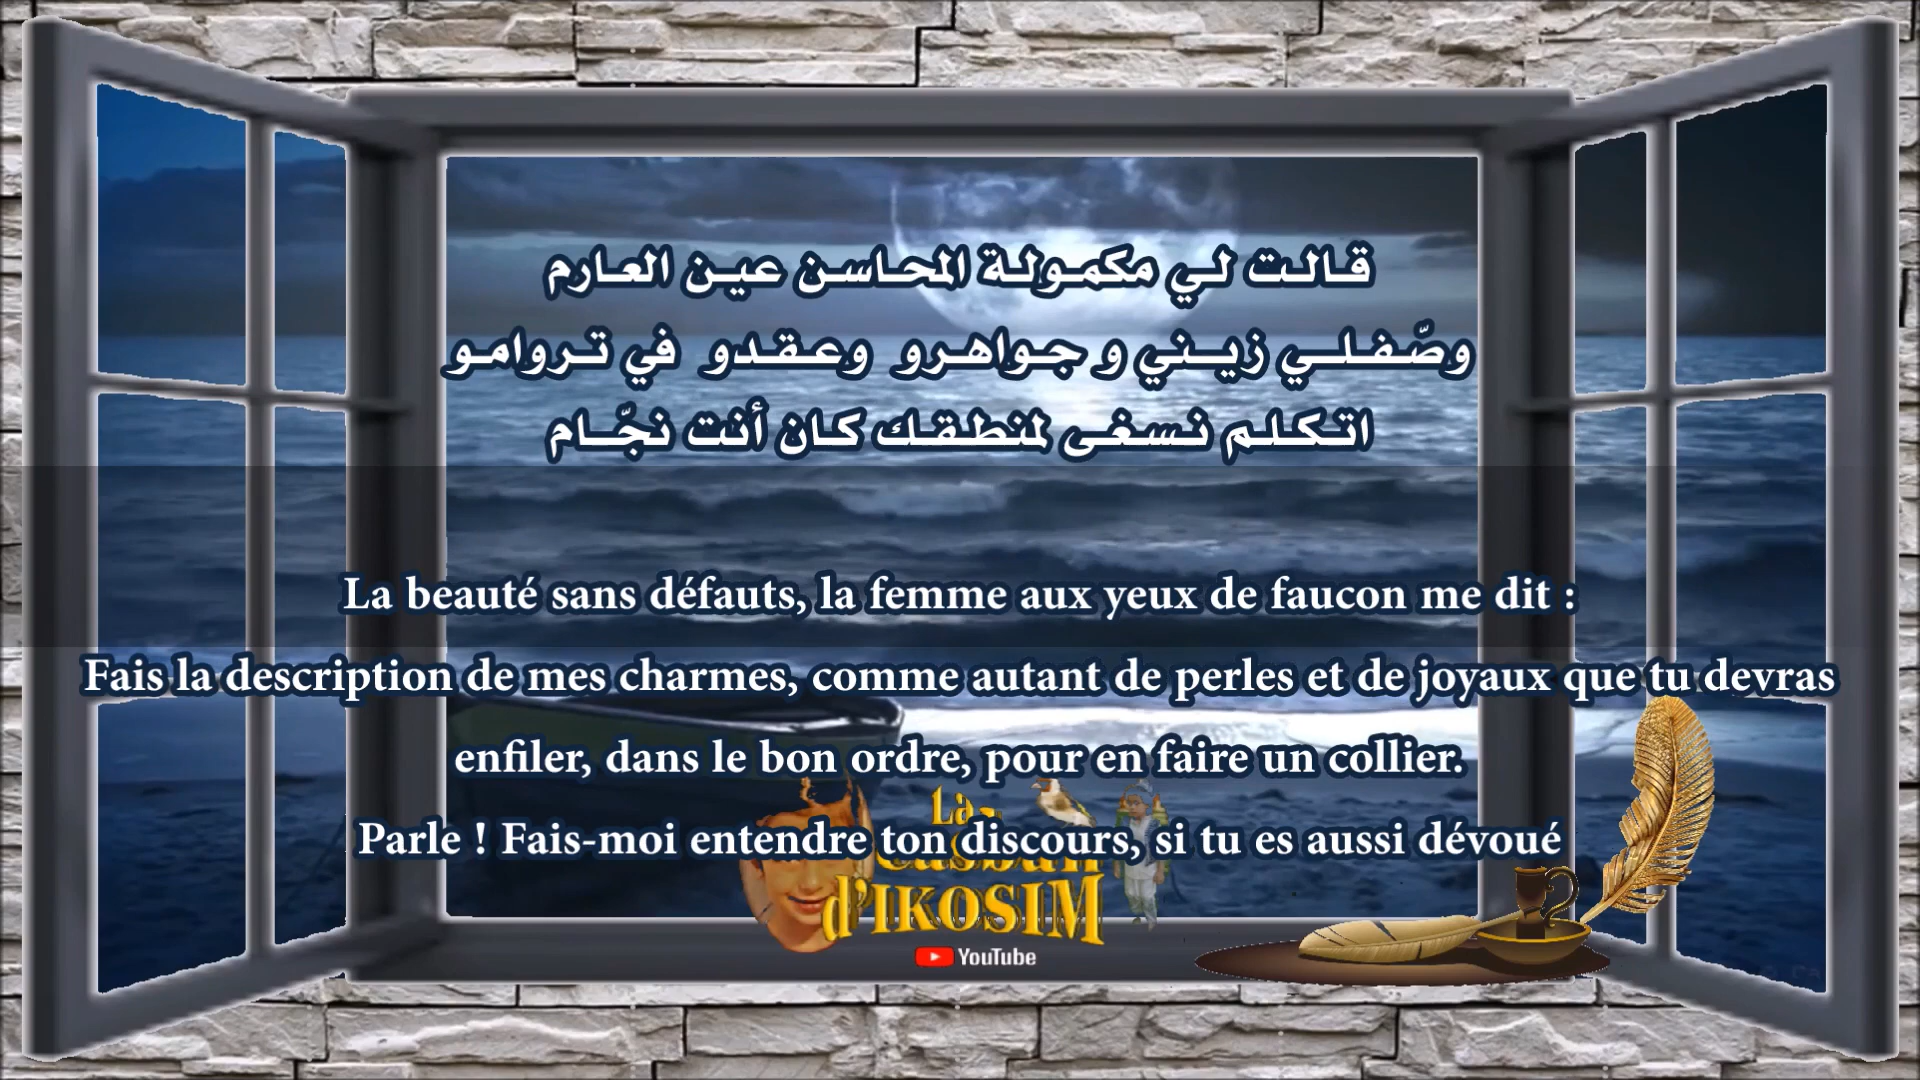 قالت لي مكمولة المحاسن عين العارم
وصّفلي زيني و جواهرو وعقدو في تروامو
اتكلم نسغى لمنطقك كان أنت نجّام
La beauté sans défauts, la femme aux yeux de faucon me dit :
Fais la description de mes charmes, comme autant de perles et de joyaux que tu devras
enfiler, dans le bon ordre, pour en faire un collier.
Parle ! Fais-moi entendre ton discours, si tu es aussi dévoué
La
Casbah
d'IKOSIM
YouTube